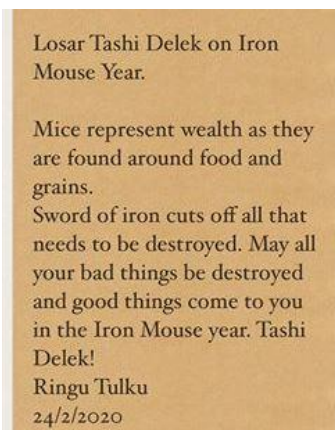 Losar Tashi Delek on Iron
Mouse Year.
Mice represent wealth as they
are found around food and
grains.
Sword of iron cuts off all that
needs to be destroyed. May all
your bad things be destroyed
and good things come to you
in the Iron Mouse year. Tashi
Delek!
Ringu Tulku
24/2/2020